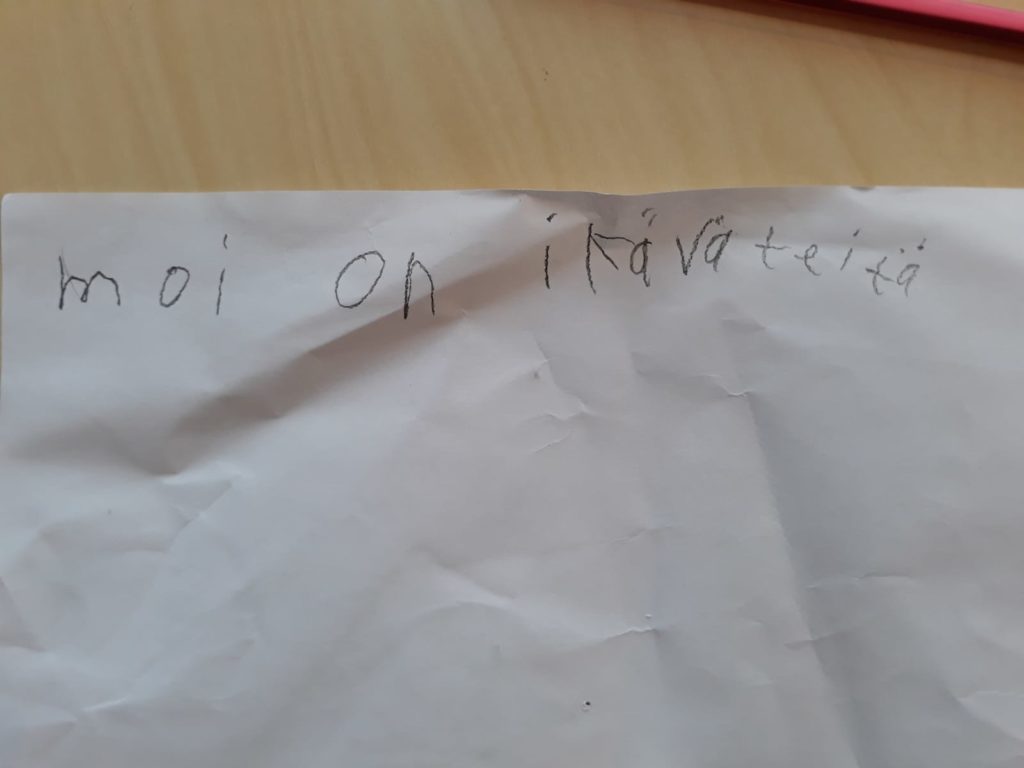 moi on ikävä teitä